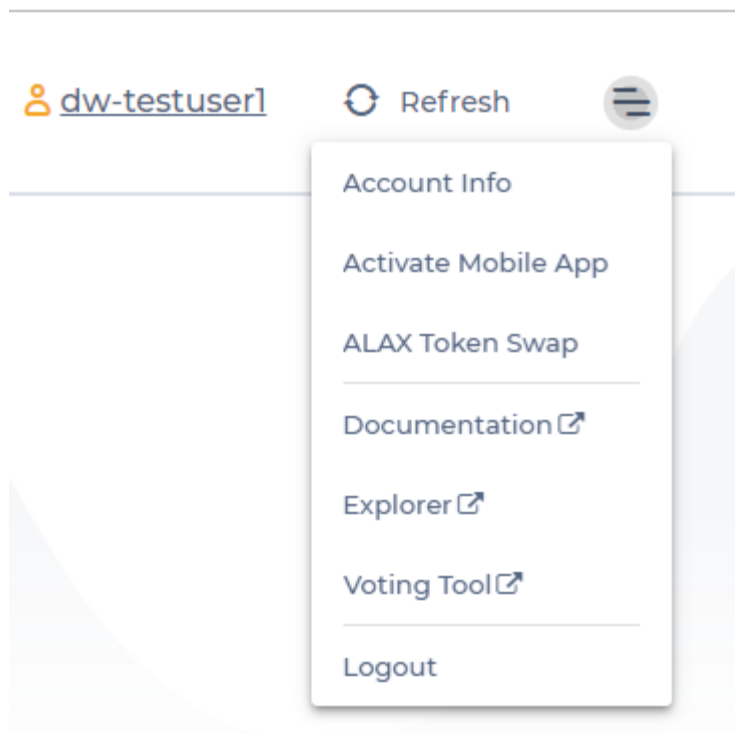 dw-testuser1 Refresh
Account Info
Activate Mobile App
ALAX Token Swap
Documentation
Explorer
Voting Tool
Logout